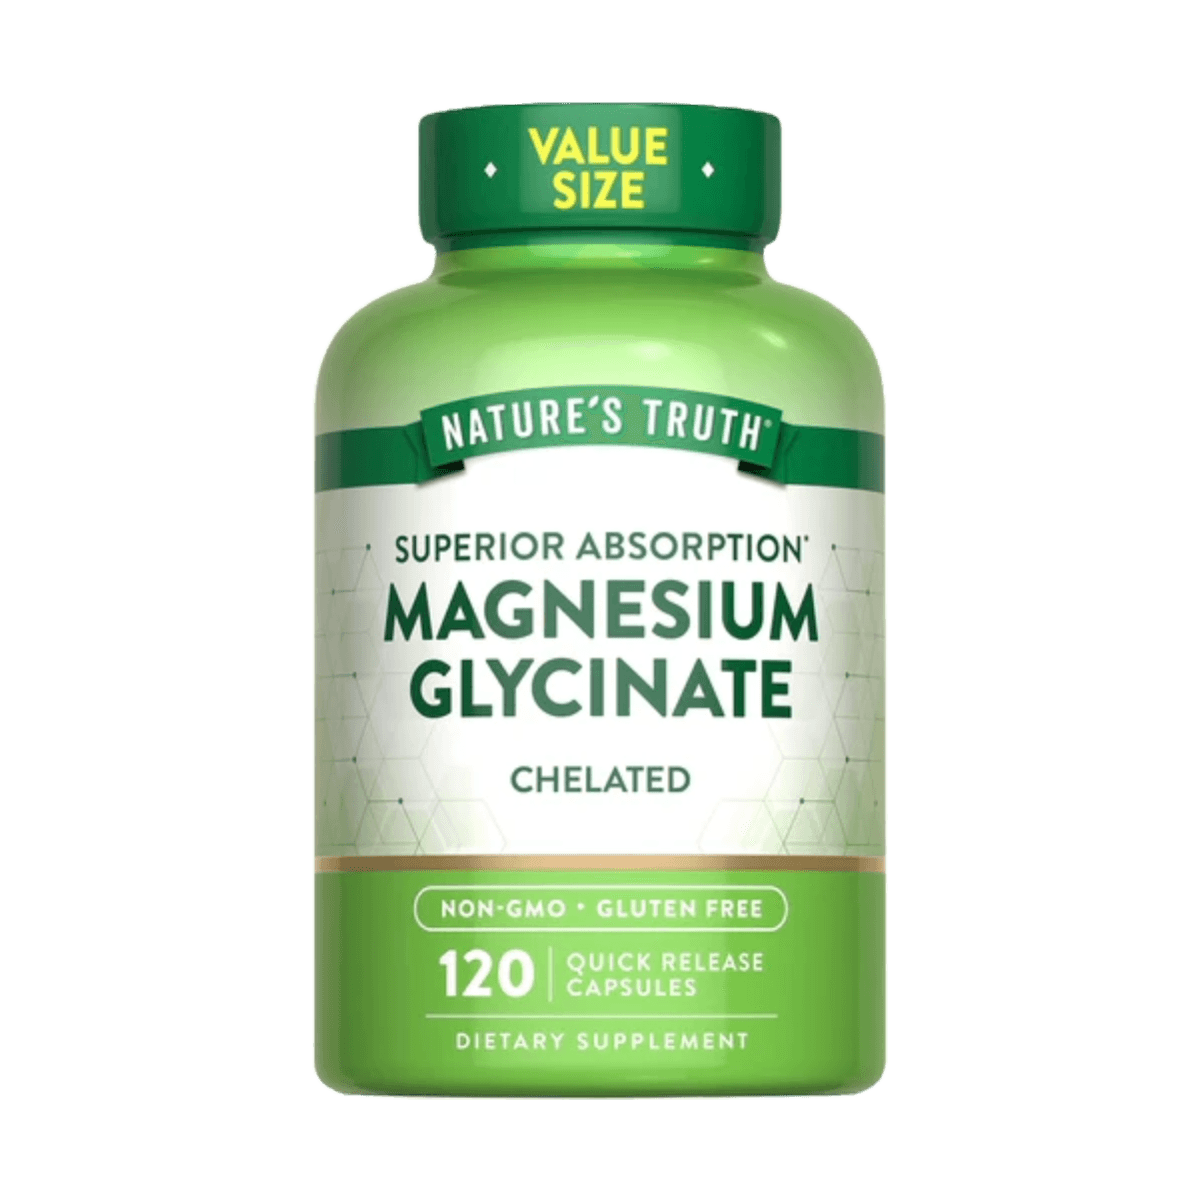 VALUE
SIZE
NATURE'S TRUTH®
SUPERIOR ABSORPTION*
MAGNESIUM
GLYCINATE
CHELATED
NON-GMO • GLUTEN FREE
120 QUICK RELEASE
CAPSULES
DIETARY SUPPLEMENT